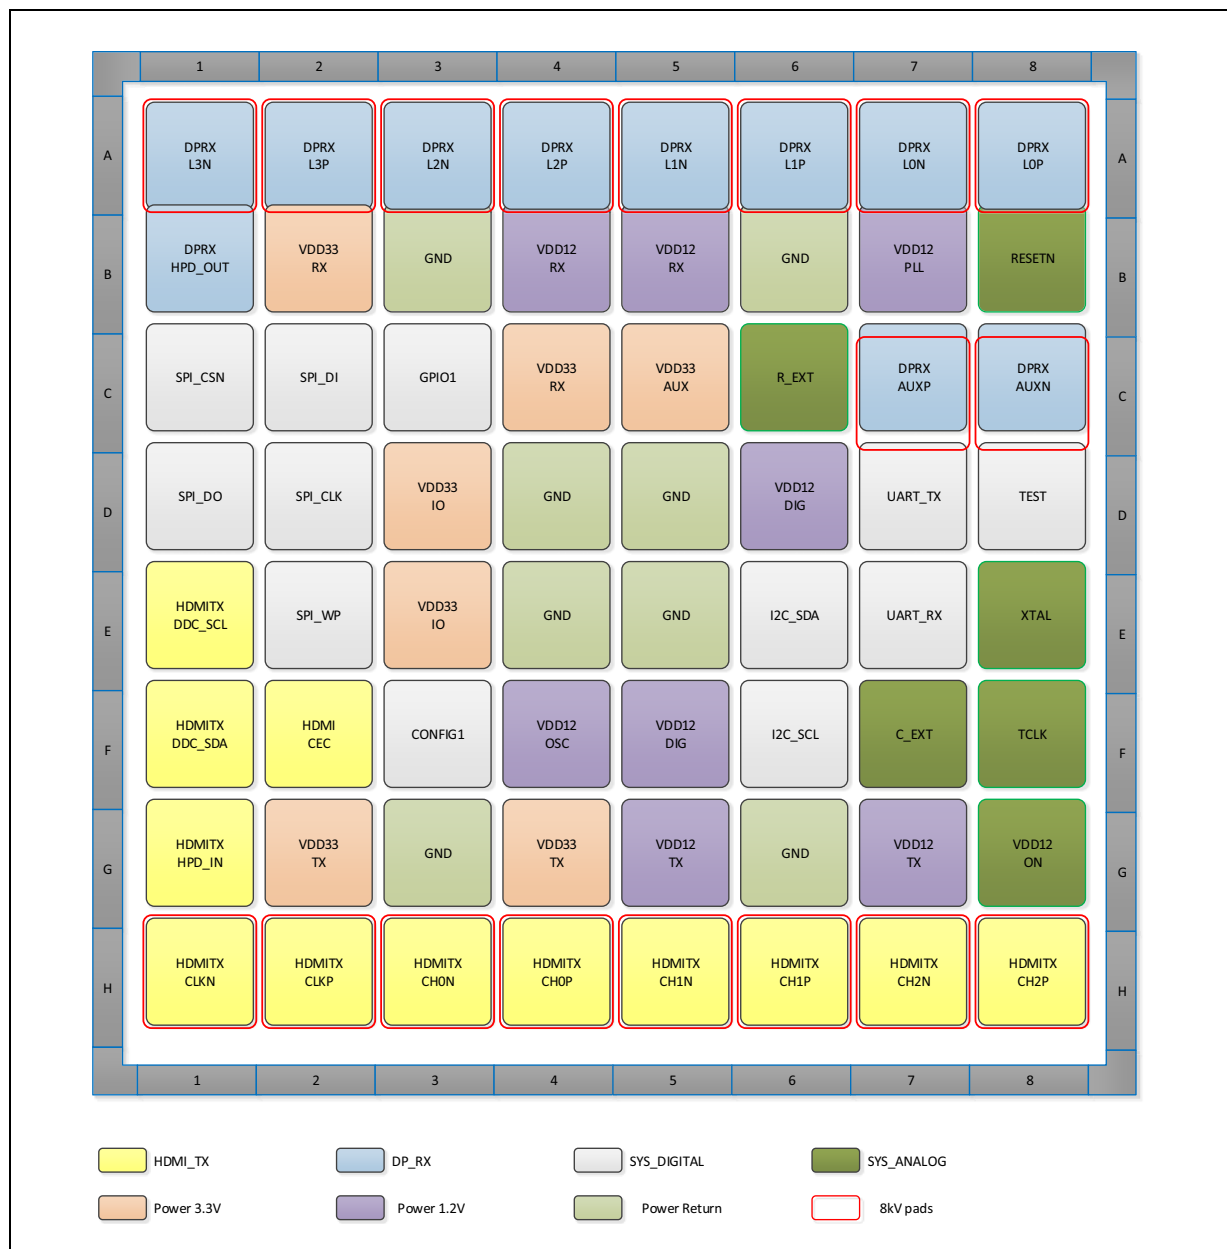 1 2 3 4 5 6 7 8
A
DPRX DPRX DPRX DPRX DPRX DPRX DPRX DPRX
L3N L3P L2N L2P L1N L1P L0N L0P
A
B
DPRX VDD33 GND VDD12 VDD12 GND VDD12 RESETN
HPD_OUT RX RX RX PLL
B
C
SPI_CSN SPI_DI GPIO1 VDD33 VDD33 R_EXT DPRX DPRX
RX AUX AUXP AUXN
C
D
SPI_DO SPI_CLK VDD33 GND GND VDD12 UART_TX TEST
IO DIG
D
E
HDMITX SPI_WP VDD33 GND GND I2C_SDA UART_RX XTAL
DDC_SCL IO
E
F
HDMITX HDMI CONFIG1 VDD12 VDD12 I2C_SCL C_EXT TCLK
DDC_SDA CEC OSC DIG
F
G
HDMITX VDD33 GND VDD33 VDD12 GND VDD12 VDD12
HPD_IN TX TX TX TX ON
G
H
HDMITX HDMITX HDMITX HDMITX HDMITX HDMITX HDMITX HDMITX
CLKN CLKP CH0N CH0P CH1N CH1P CH2N CH2P
H
1 2 3 4 5 6 7 8
HDMI_TX DP_RX SYS_DIGITAL SYS_ANALOG
Power 3.3V Power 1.2V Power Return 8kV pads